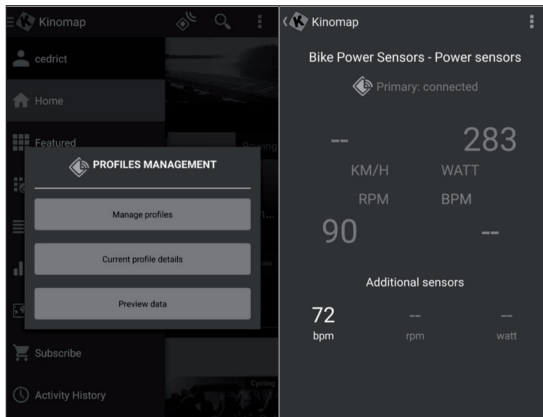 Kinomap
cedrict
Home
Featured
Rowing
PROFILES MANAGEMENT
Manage profiles
Current profile details
Preview data
Subscribe
Cycling
Activity History
Kinomap
Bike Power Sensors - Power sensors
Primary: connected
-- 283
KM/H WATT
RPM BPM
90 --
Additional sensors
72 -- --
bpm rpm watt